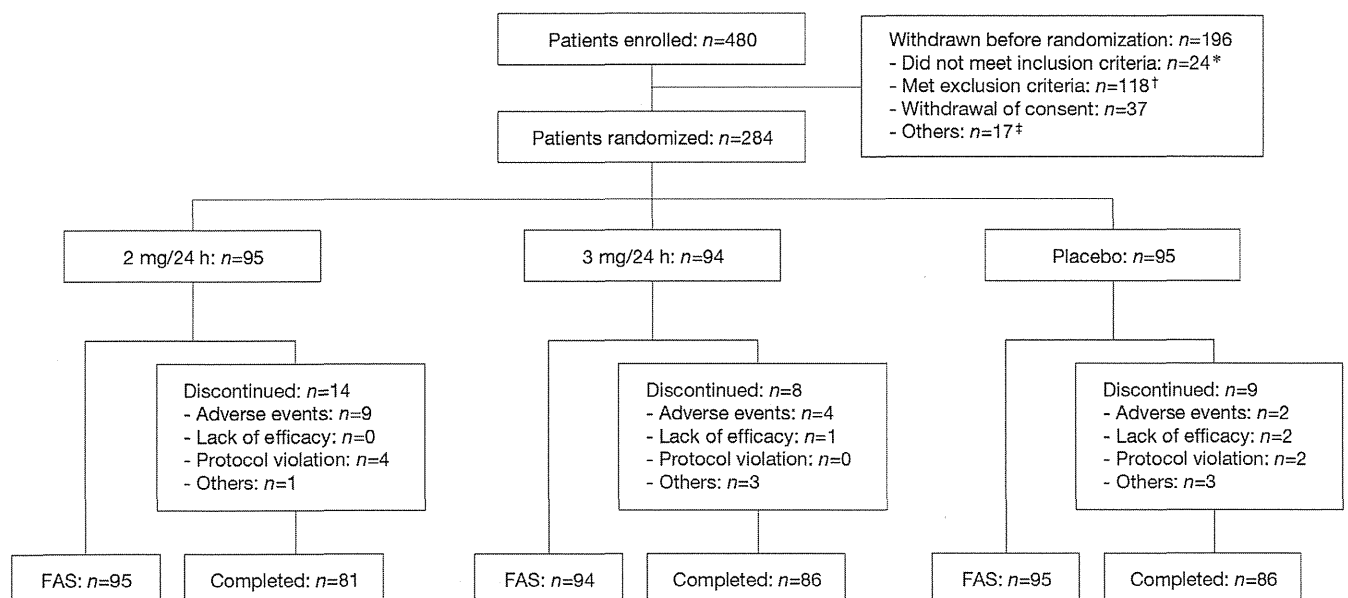 Patients enrolled: n=480
Withdrawn before randomization: n=196
- Did not meet inclusion criteria: n=24*
- Met exclusion criteria: n=118†
- Withdrawal of consent: n=37
- Others: n=17‡
Patients randomized: n=284
2 mg/24 h: n=95
3 mg/24 h: n=94
Placebo: n=95
Discontinued: n=14
- Adverse events: n=9
- Lack of efficacy: n=0
- Protocol violation: n=4
- Others: n=1
Discontinued: n=8
- Adverse events: n=4
- Lack of efficacy: n=1
- Protocol violation: n=0
- Others: n=3
Discontinued: n=9
- Adverse events: n=2
- Lack of efficacy: n=2
- Protocol violation: n=2
- Others: n=3
FAS: n=95
Completed: n=81
FAS: n=94
Completed: n=86
FAS: n=95
Completed: n=86